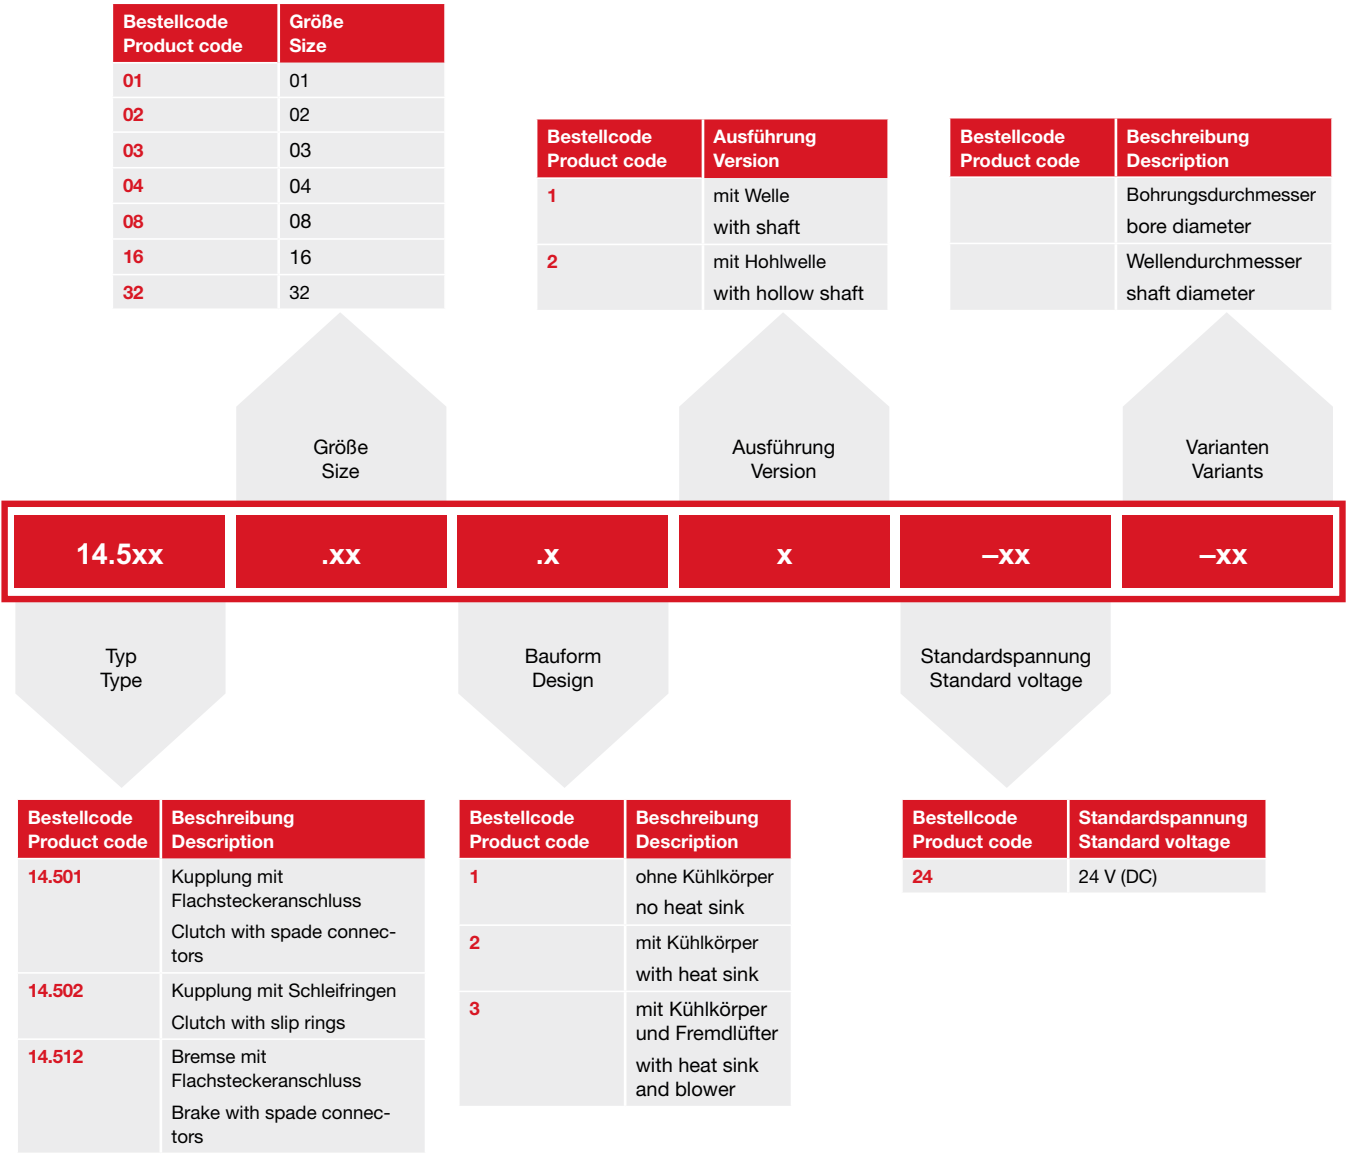 Bestellcode
Product code
Größe
Size
01
01
02
02
03
03
04
04
08
08
16
16
32
32
Bestellcode
Product code
Ausführung
Version
1
mit Welle
with shaft
2
mit Hohlwelle
with hollow shaft
Bestellcode
Product code
Beschreibung
Description
Bohrungsdurchmesser
bore diameter
Wellendurchmesser
shaft diameter
Größe
Size
Ausführung
Version
Varianten
Variants
14.5xx
.xx
.x
x
–xx
–xx
Typ
Type
Bauform
Design
Standardspannung
Standard voltage
Bestellcode
Product code
Beschreibung
Description
14.501
Kupplung mit
Flachsteckeranschluss
Clutch with spade connec-
tors
14.502
Kupplung mit Schleifringen
Clutch with slip rings
14.512
Bremse mit
Flachsteckeranschluss
Brake with spade connec-
tors
Bestellcode
Product code
Beschreibung
Description
1
ohne Kühlkörper
no heat sink
2
mit Kühlkörper
with heat sink
3
mit Kühlkörper
und Fremdlüfter
with heat sink
and blower
Bestellcode
Product code
Standardspannung
Standard voltage
24
24 V (DC)